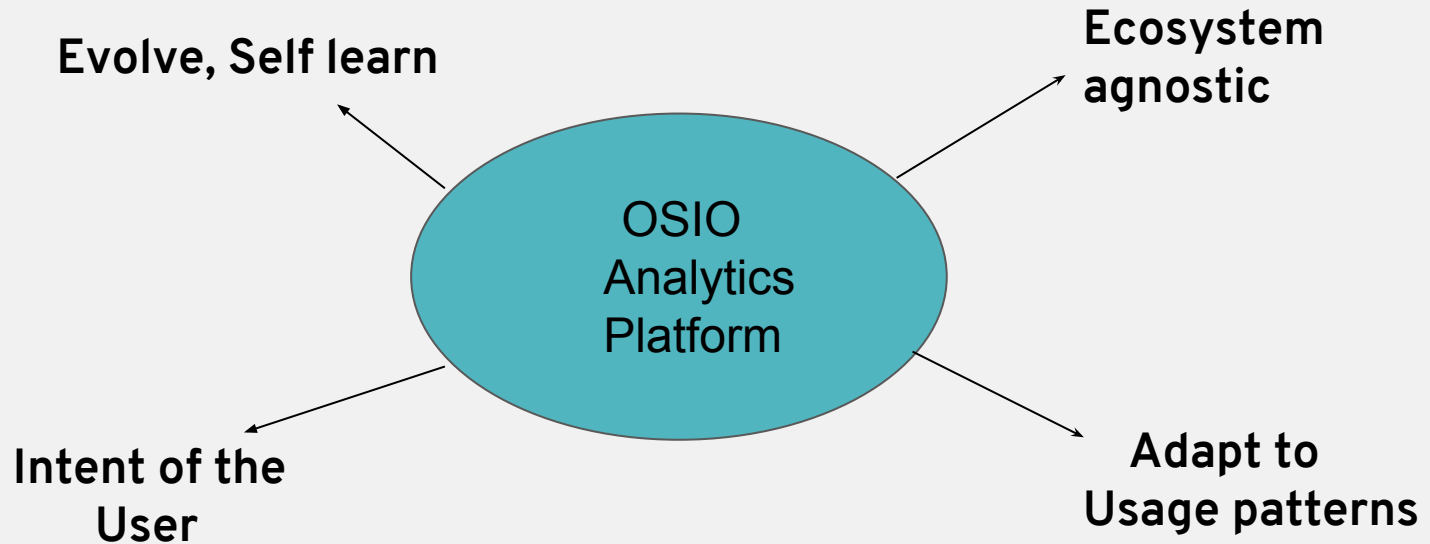 Evolve, Self learn
Ecosystem
agnostic
OSIO
Analytics
Platform
Intent of the
User
Adapt to
Usage patterns